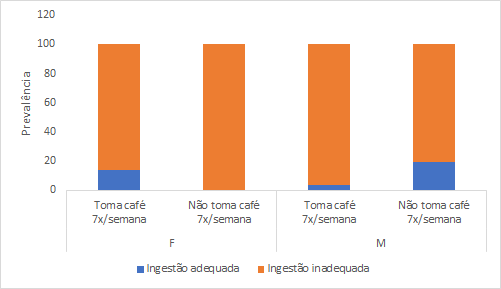 120
100
80
60
40
20
0
Prevalência
Toma café
7x/semana
Não toma café
7x/semana
Toma café
7x/semana
Não toma café
7x/semana
F
M
Ingestão adequada
Ingestão inadequada